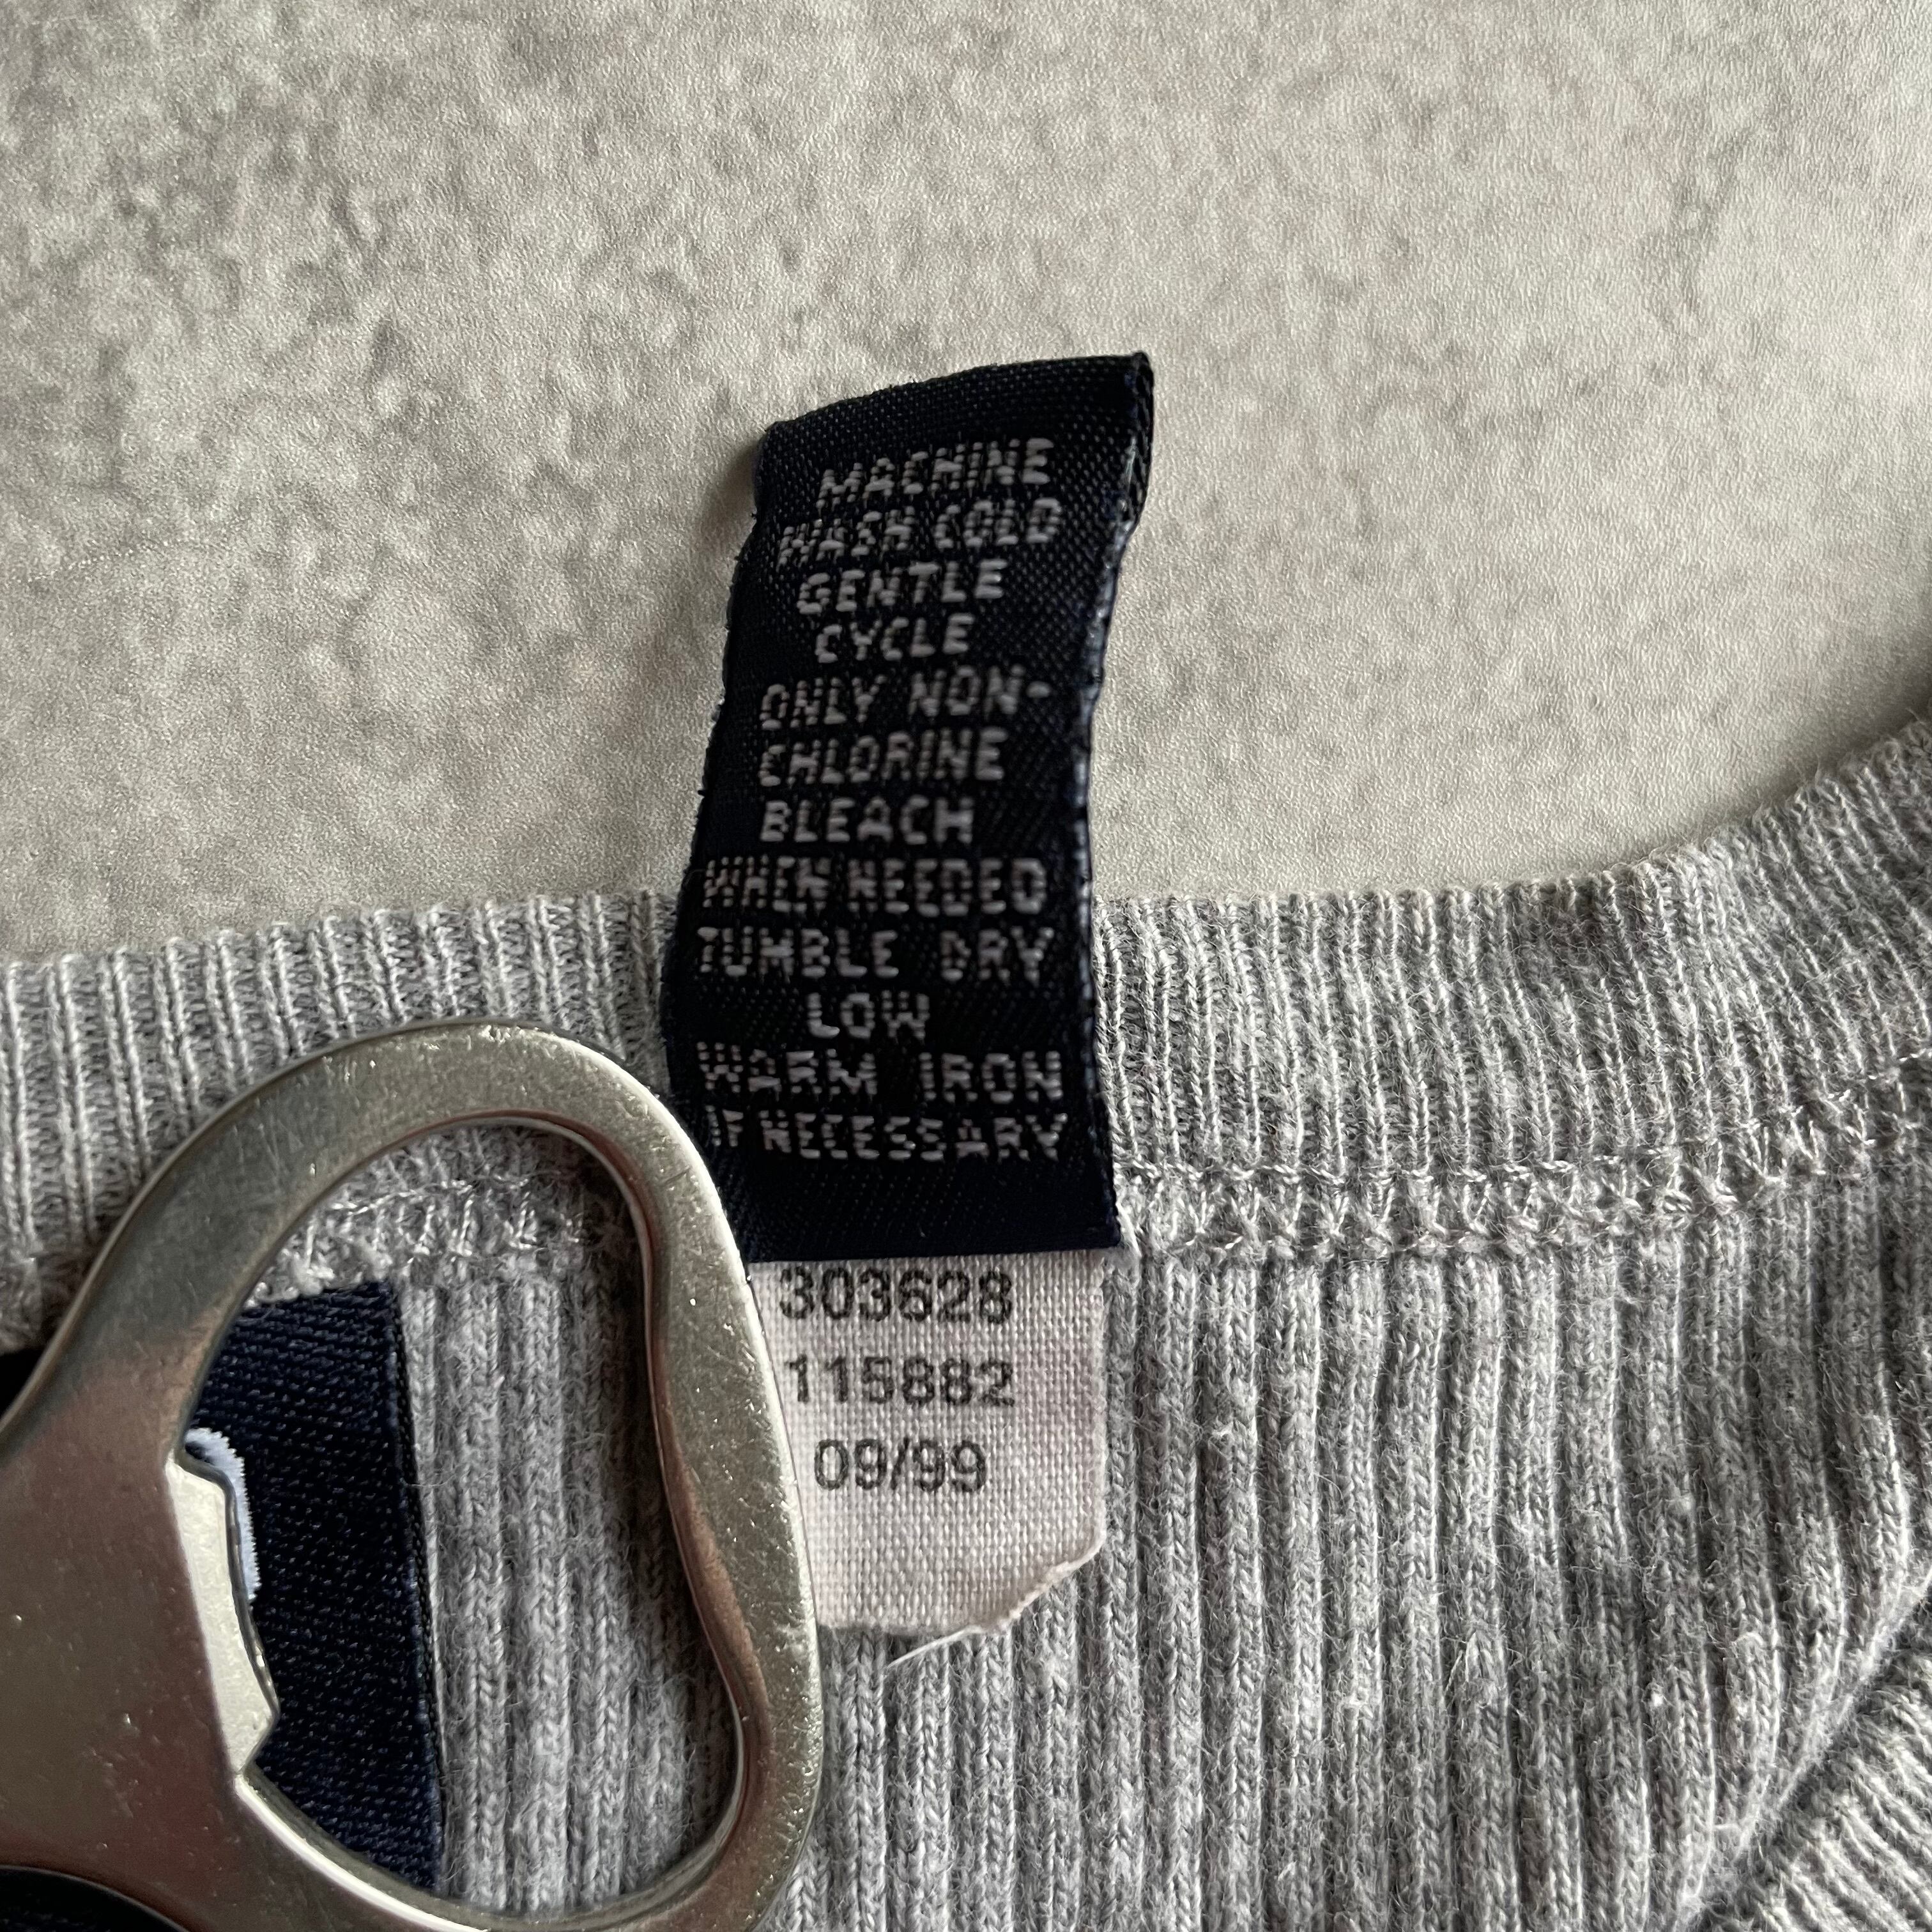 MACHINE
WASH COLD
GENTLE
CYCLE
ONLY NON-
CHLORINE
BLEACH
WHEN NEEDED
TUMBLE DRY
LOW
WARM IRON
IF NECESSARY
303628
115882
09/99